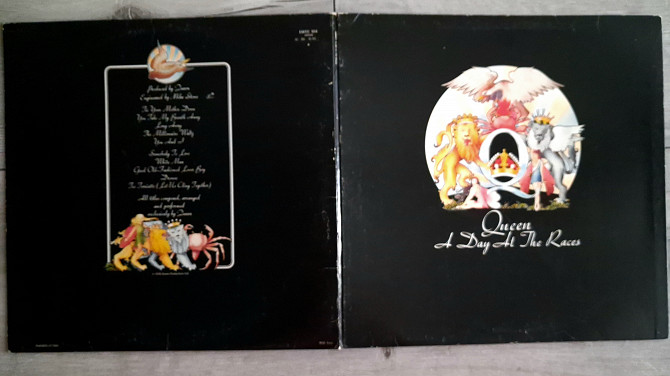 Produced by Queen
Engineered by Mike Stone
Tie Your Mother Down
You Take My Breath Away
Long Away
The Millionaire Waltz
You And I
Somebody To Love
White Man
Good Old-Fashioned Lover Boy
Drowse
Teo Torriatte (Let Us Cling Together)
All titles composed, arranged
and performed
exclusively by Queen
Queen
A Day At The Races